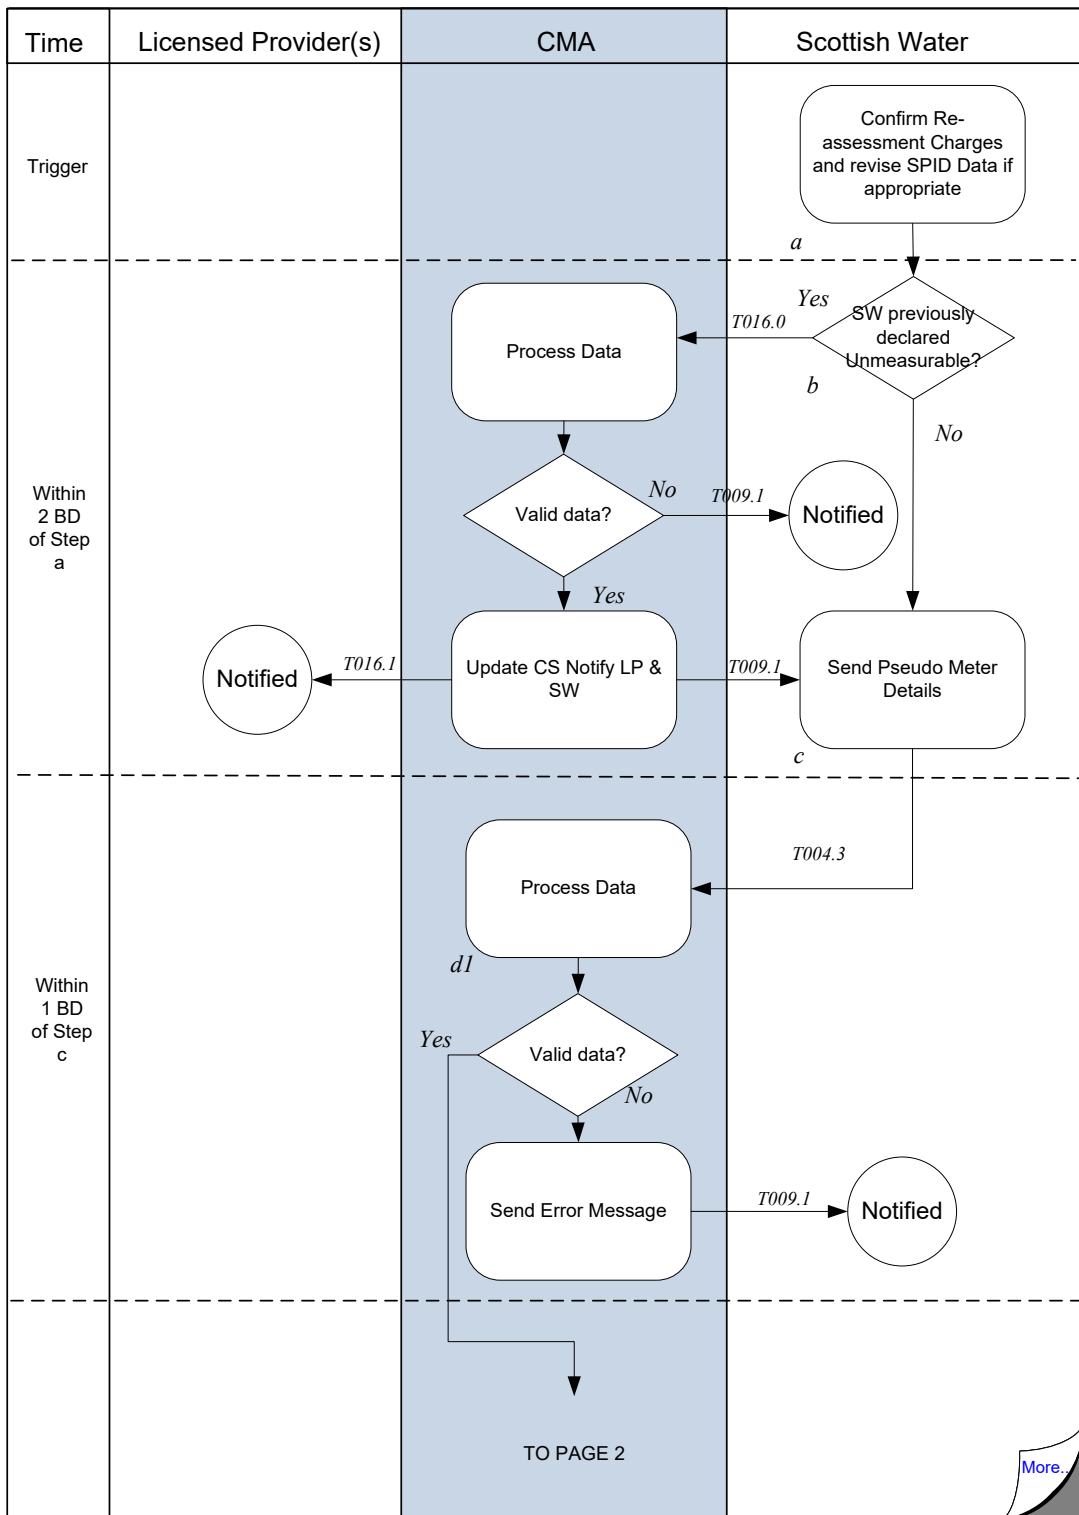 Time
Licensed Provider(s)
CMA
Scottish Water
Trigger
Confirm Re-
assessment Charges
and revise SPID Data if
appropriate
a
Within
2 BD
of Step
a
Process Data
T016.0
Yes
SW previously
declared
Unmeasurable?
b
No
Valid data?
No
T009.1
Notified
Yes
Notified
T016.1
Update CS Notify LP &
SW
T009.1
Send Pseudo Meter
Details
c
Within
1 BD
of Step
c
Process Data
T004.3
d1
Yes
Valid data?
No
Send Error Message
T009.1
Notified
TO PAGE 2
More..